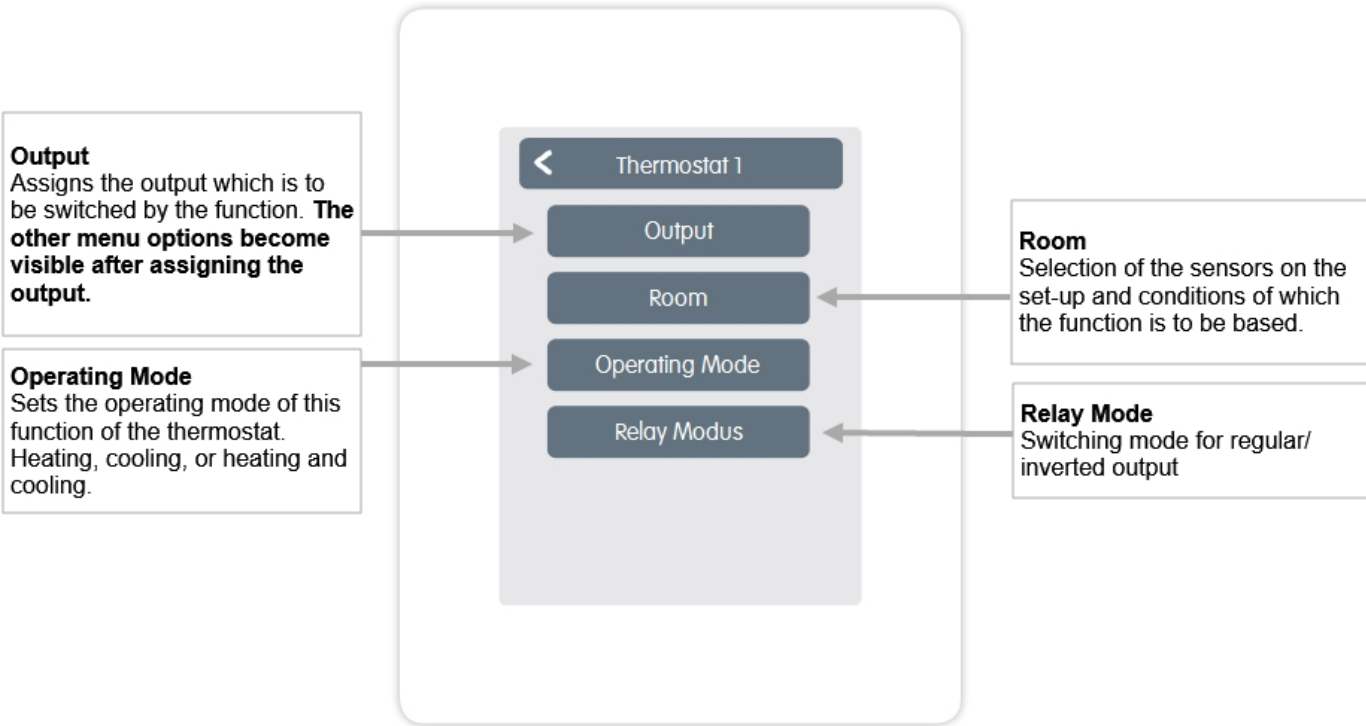 Output
Assigns the output which is to
be switched by the function. The
other menu options become
visible after assigning the
output.
Operating Mode
Sets the operating mode of this
function of the thermostat.
Heating, cooling, or heating and
cooling.
Thermostat 1
Output
Room
Operating Mode
Relay Modus
Room
Selection of the sensors on the
set-up and conditions of which
the function is to be based.
Relay Mode
Switching mode for regular/
inverted output